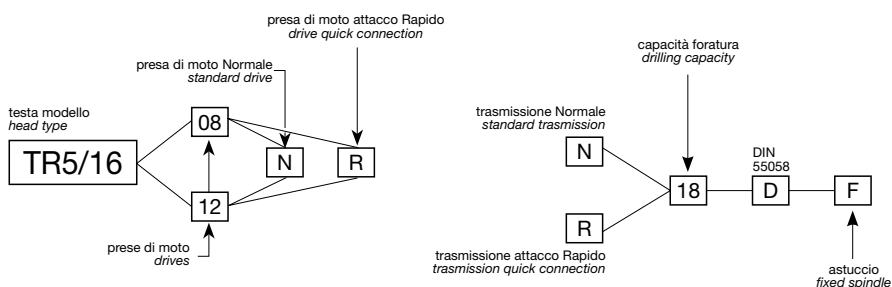 presa di moto attacco Rapido
drive quick connection
presa di moto Normale
standard drive
testa modello
head type
TR5/16
08
12
N
R
prese di moto
drives
capacità foratura
drilling capacity
trasmissione Normale
standard trasmission
N
R
trasmissione attacco Rapido
trasmission quick connection
18
DIN
55058
D
F
astuccio
fixed spindle